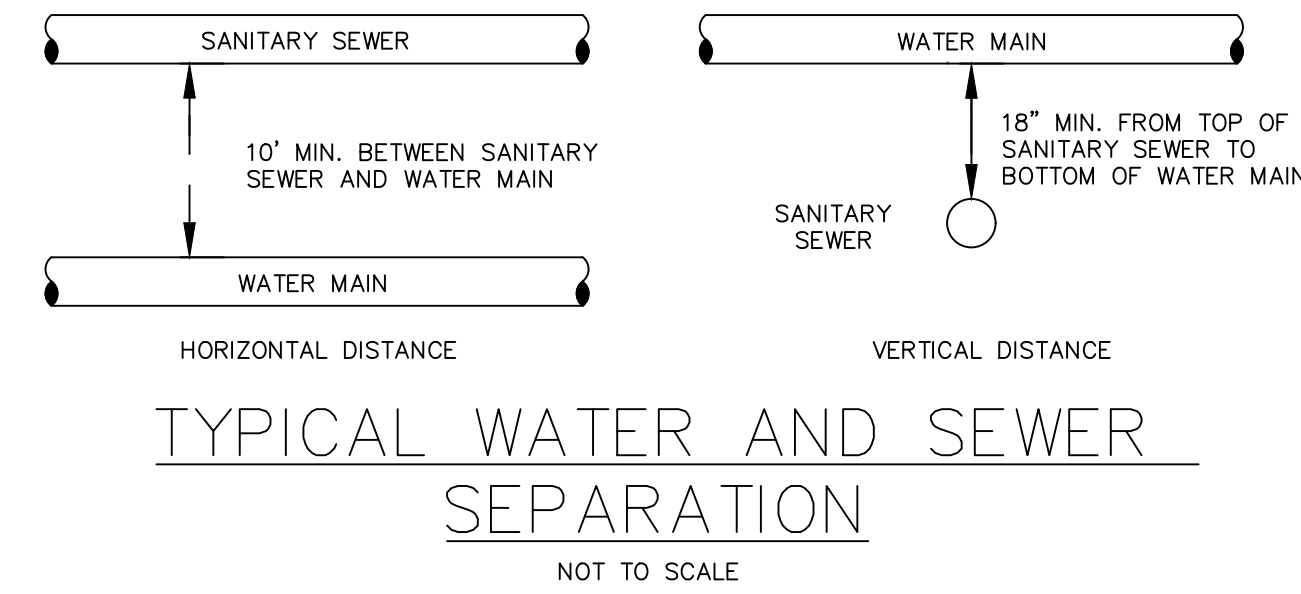 SANITARY SEWER
10' MIN. BETWEEN SANITARY
SEWER AND WATER MAIN
WATER MAIN
HORIZONTAL DISTANCE
WATER MAIN
18" MIN. FROM TOP OF
SANITARY SEWER TO
BOTTOM OF WATER MAIN
SANITARY
SEWER
VERTICAL DISTANCE
TYPICAL WATER AND SEWER
SEPARATION
NOT TO SCALE